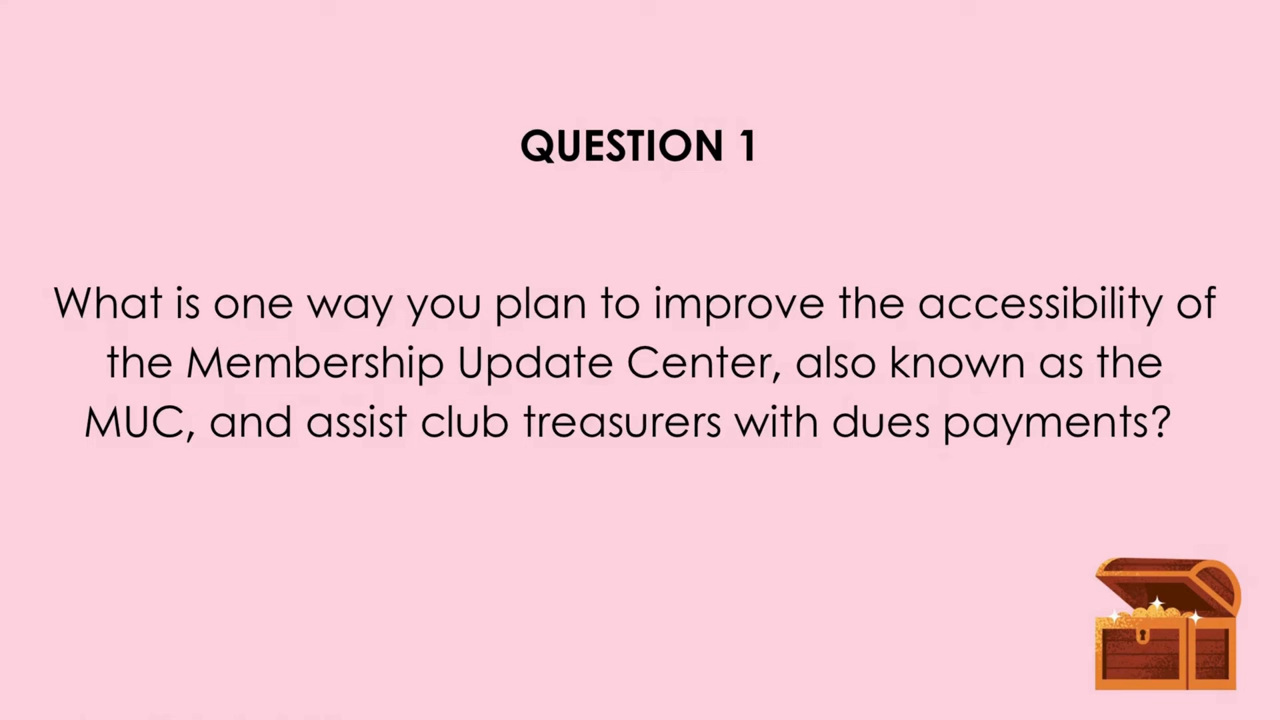 QUESTION 1
What is one way you plan to improve the accessibility of
the Membership Update Center, also known as the
MUC, and assist club treasurers with dues payments?